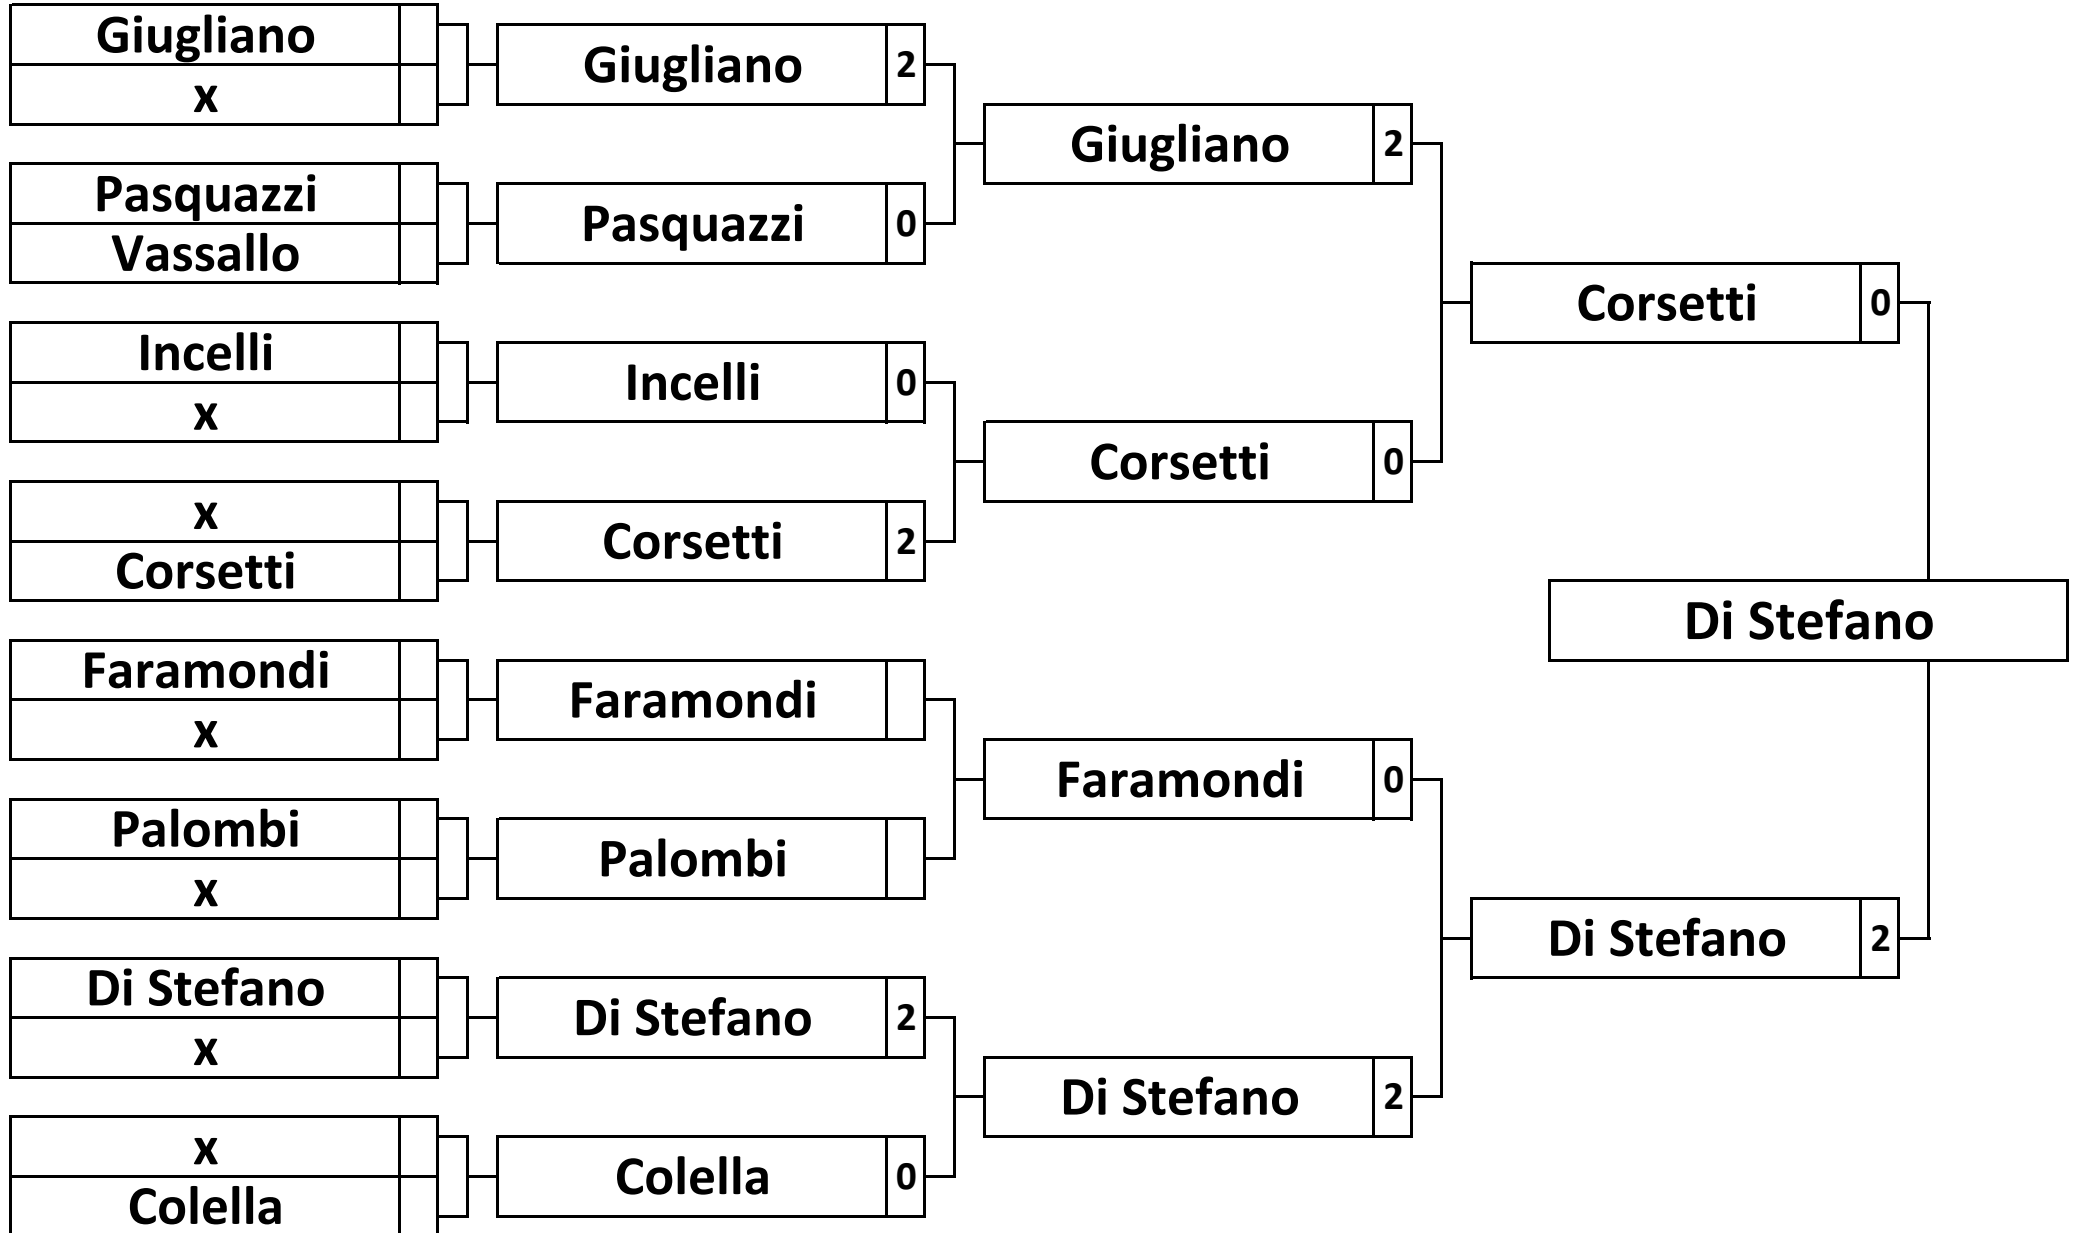 Giugliano
x
Pasquazzi
Vassallo
Incelli
x
x
Corsetti
Faramondi
x
Palombi
x
Di Stefano
x
x
Colella
Giugliano 2
Pasquazzi 0
Incelli 0
Corsetti 2
Faramondi
Palombi
Di Stefano 2
Colella 0
Giugliano 2
Corsetti 0
Faramondi 0
Di Stefano 2
Corsetti 0
Di Stefano 2
Di Stefano